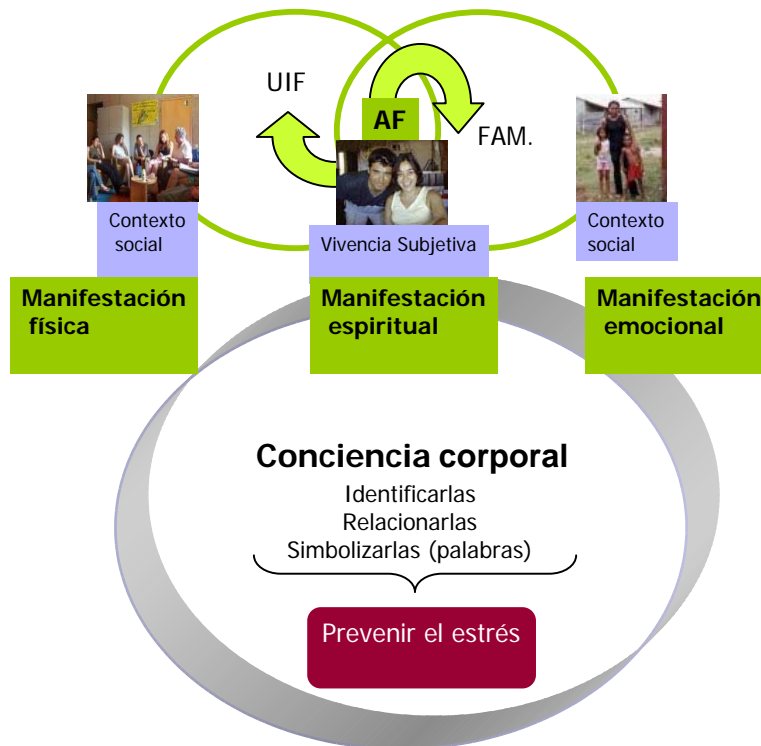 UIF
AF
FAM.
Contexto
social
Vivencia Subjetiva
Contexto
social
Manifestación
física
Manifestación
espiritual
Manifestación
emocional
Conciencia corporal
Identificarlas
Relacionarlas
Simbolizarlas (palabras)
Prevenir el estrés